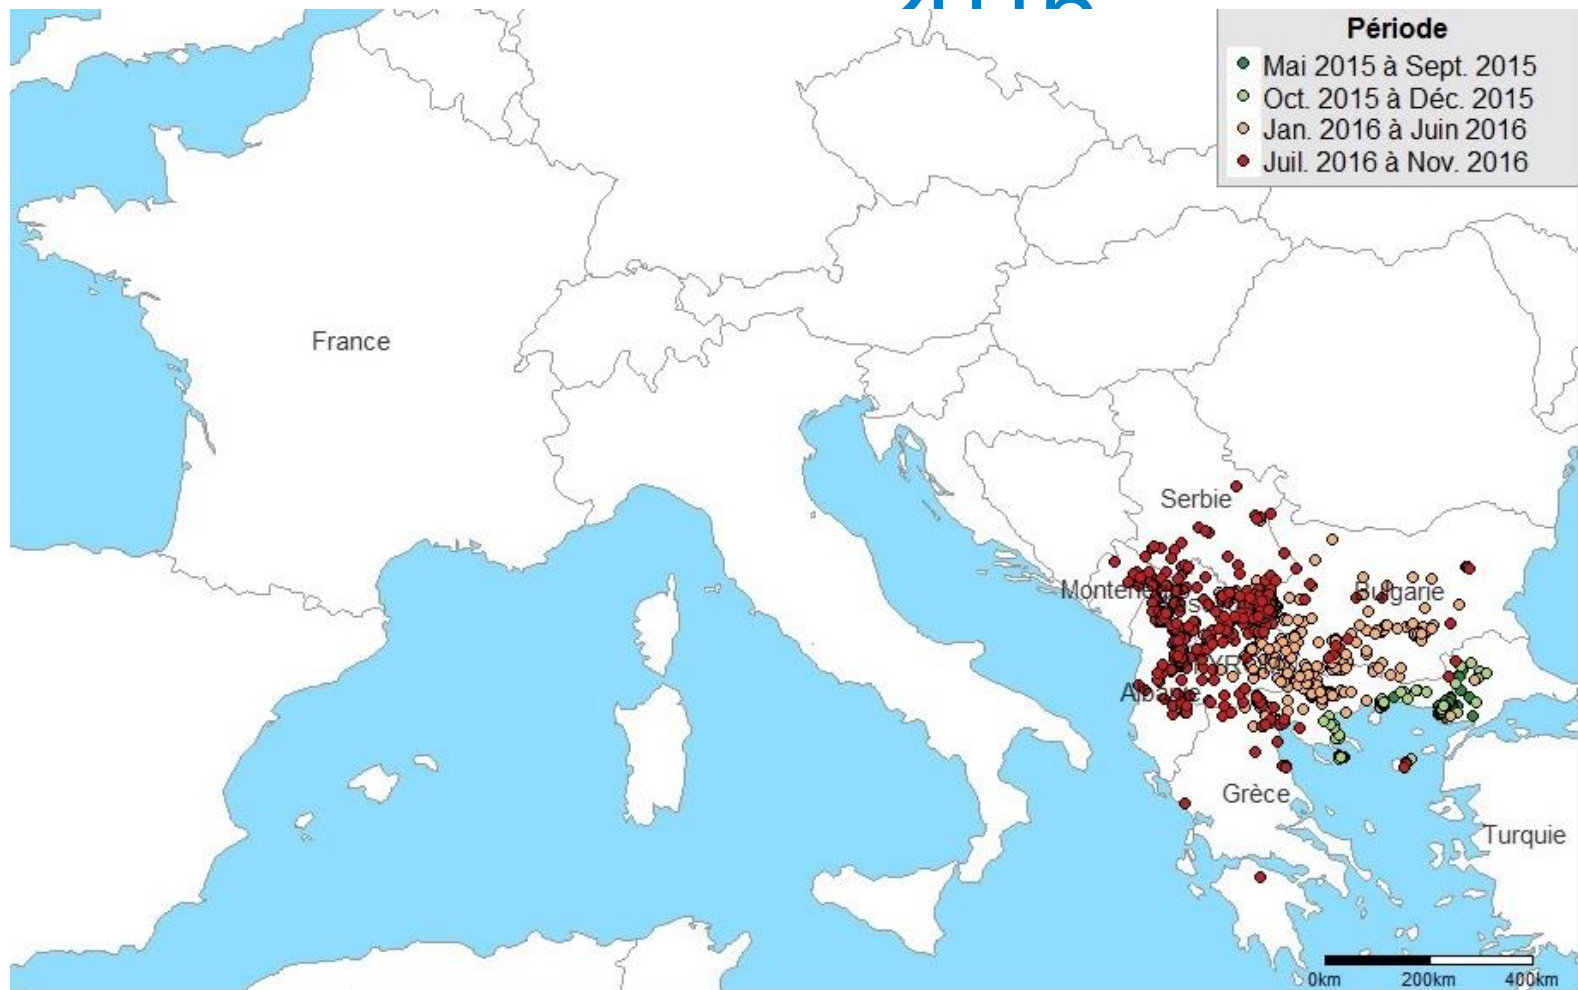 Période
Mai 2015 à Sept. 2015
Oct. 2015 à Déc. 2015
Jan. 2016 à Juin 2016
Juil. 2016 à Nov. 2016
France
Serbie
Bulgarie
Albanie
Grèce
Turquie
0km 200km 400km